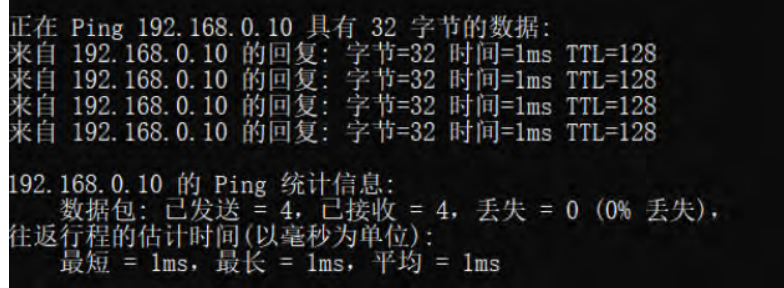 正在 Ping 192.168.0.10 具有 32 字节的数据:
来自 192.168.0.10 的回复: 字节=32 时间=1ms TTL=128
来自 192.168.0.10 的回复: 字节=32 时间=1ms TTL=128
来自 192.168.0.10 的回复: 字节=32 时间=1ms TTL=128
来自 192.168.0.10 的回复: 字节=32 时间=1ms TTL=128
192.168.0.10 的 Ping 统计信息:
数据包: 已发送 = 4，已接收 = 4，丢失 = 0 (0% 丢失)，
往返行程的估计时间(以毫秒为单位):
最短 = 1ms，最长 = 1ms，平均 = 1ms